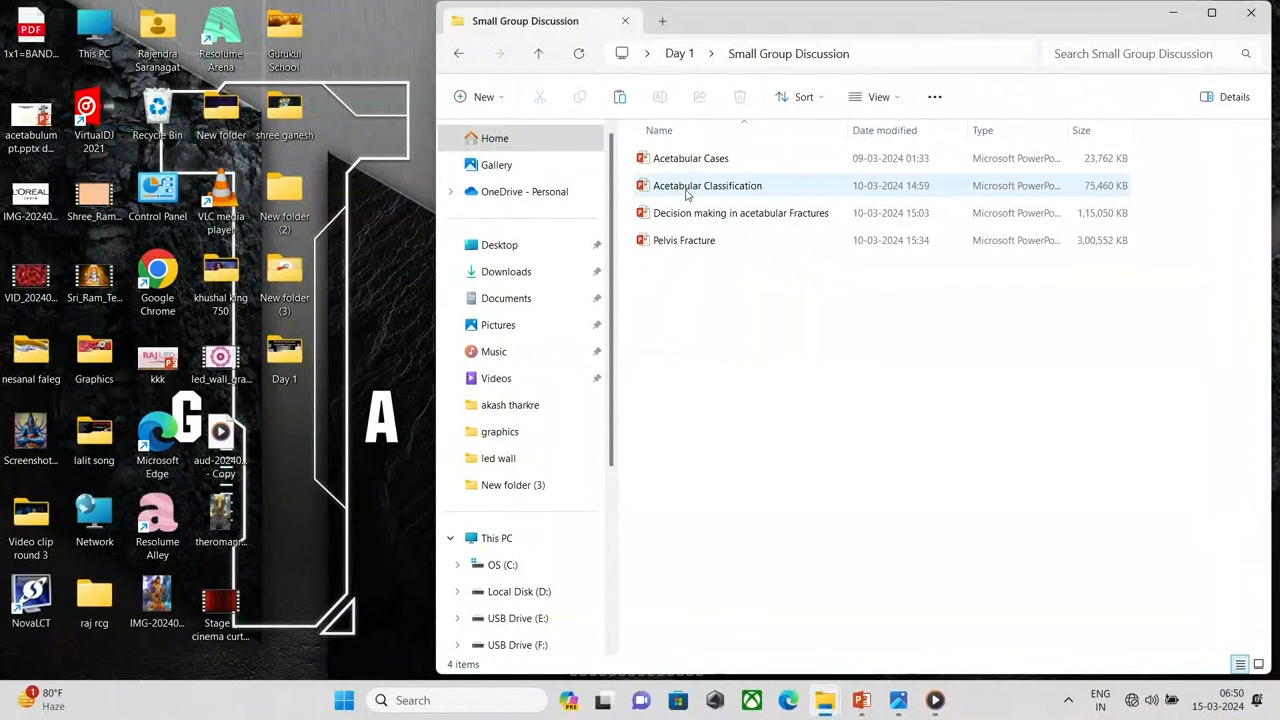 1x1=BAND...
This PC
Rajendra
Saranagat
Resolume
Arena
Gurukul
School
acetabulum
pt.pptx d...
VirtualDJ
2021
Recycle Bin
New folder
shree ganesh
L'ORÉAL
IMG-20240...
Shree_Ram...
Control Panel
VLC media
player
New folder
(2)
VID_20240...
Sri_Ram_Te...
Google
Chrome
khushal king
750
New folder
(3)
nesanal faleg
Graphics
RAJ LED
kkk
led_wall_gra...
Day 1
G
A
Screenshot...
lalit song
Microsoft
Edge
aud-20240...
- Copy
Video clip
round 3
Network
Resolume
Alley
theromani...
NovaLCT
raj rcg
IMG-20240...
Stage
cinema curt...
Small Group Discussion
Day 1
Small Group Discussion
Search Small Group Discussion
New
Sort
View
Details
Home
Gallery
OneDrive - Personal
Desktop
Downloads
Documents
Pictures
Music
Videos
akash tharkre
graphics
led wall
New folder (3)
This PC
OS (C:)
Local Disk (D:)
USB Drive (E:)
USB Drive (F:)
Name Date modified Type Size
Acetabular Cases 09-03-2024 01:33 Microsoft PowerPo... 23,762 KB
Acetabular Classification 10-03-2024 14:59 Microsoft PowerPo... 75,460 KB
Decision making in acetabular Fractures 10-03-2024 15:03 Microsoft PowerPo... 1,15,050 KB
Pelvis Fracture 10-03-2024 15:34 Microsoft PowerPo... 3,00,552 KB
4 items
1
80°F
Haze
Search
PRE
ENG
IN
06:50
15-03-2024